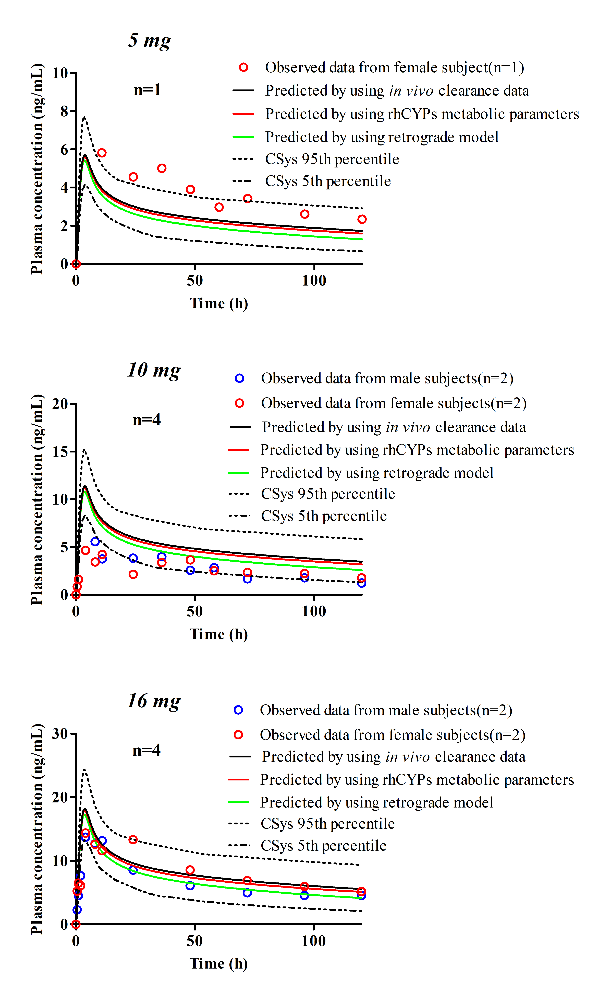 5 mg
Plasma concentration (ng/mL)
10
8
6
4
2
0
n=1
Observed data from female subject(n=1)
Predicted by using in vivo clearance data
Predicted by using rhCYPs metabolic parameters
Predicted by using retrograde model
CSys 95th percentile
CSys 5th percentile
0
50
100
Time (h)
10 mg
Plasma concentration (ng/mL)
20
15
10
5
0
n=4
Observed data from male subjects(n=2)
Observed data from female subjects(n=2)
Predicted by using in vivo clearance data
Predicted by using rhCYPs metabolic parameters
Predicted by using retrograde model
CSys 95th percentile
CSys 5th percentile
0
50
100
Time (h)
16 mg
Plasma concentration (ng/mL)
30
20
10
0
n=4
Observed data from male subjects(n=2)
Observed data from female subjects(n=2)
Predicted by using in vivo clearance data
Predicted by using rhCYPs metabolic parameters
Predicted by using retrograde model
CSys 95th percentile
CSys 5th percentile
0
50
100
Time (h)